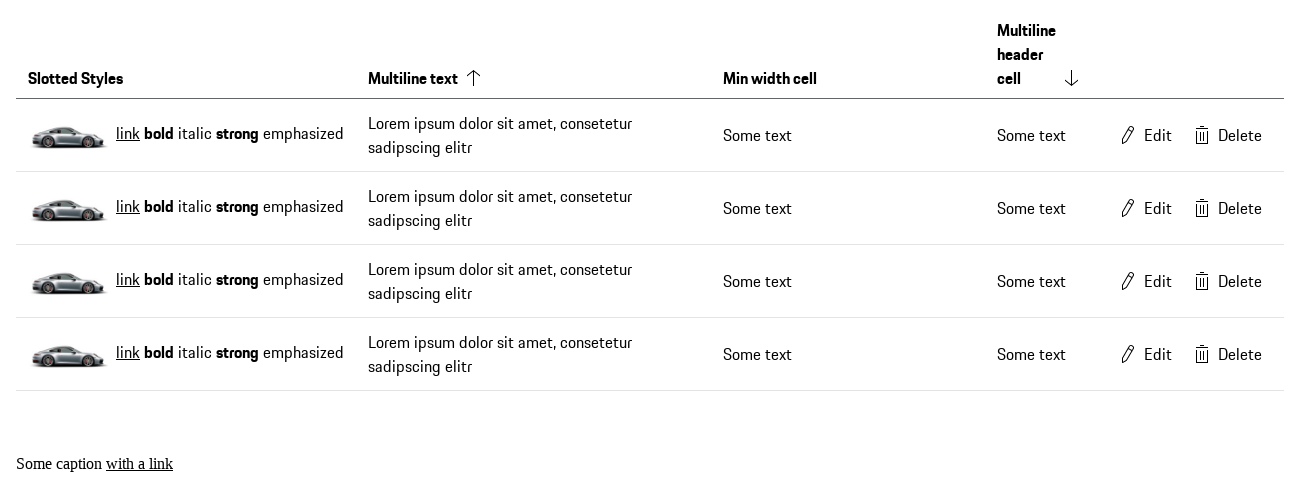 Slotted Styles Multiline text Min width cell Multiline
header
cell
link bold italic strong emphasized Lorem ipsum dolor sit amet, consetetur
sadipscing elitr Some text Some text Edit Delete
link bold italic strong emphasized Lorem ipsum dolor sit amet, consetetur
sadipscing elitr Some text Some text Edit Delete
link bold italic strong emphasized Lorem ipsum dolor sit amet, consetetur
sadipscing elitr Some text Some text Edit Delete
link bold italic strong emphasized Lorem ipsum dolor sit amet, consetetur
sadipscing elitr Some text Some text Edit Delete
Some caption with a link